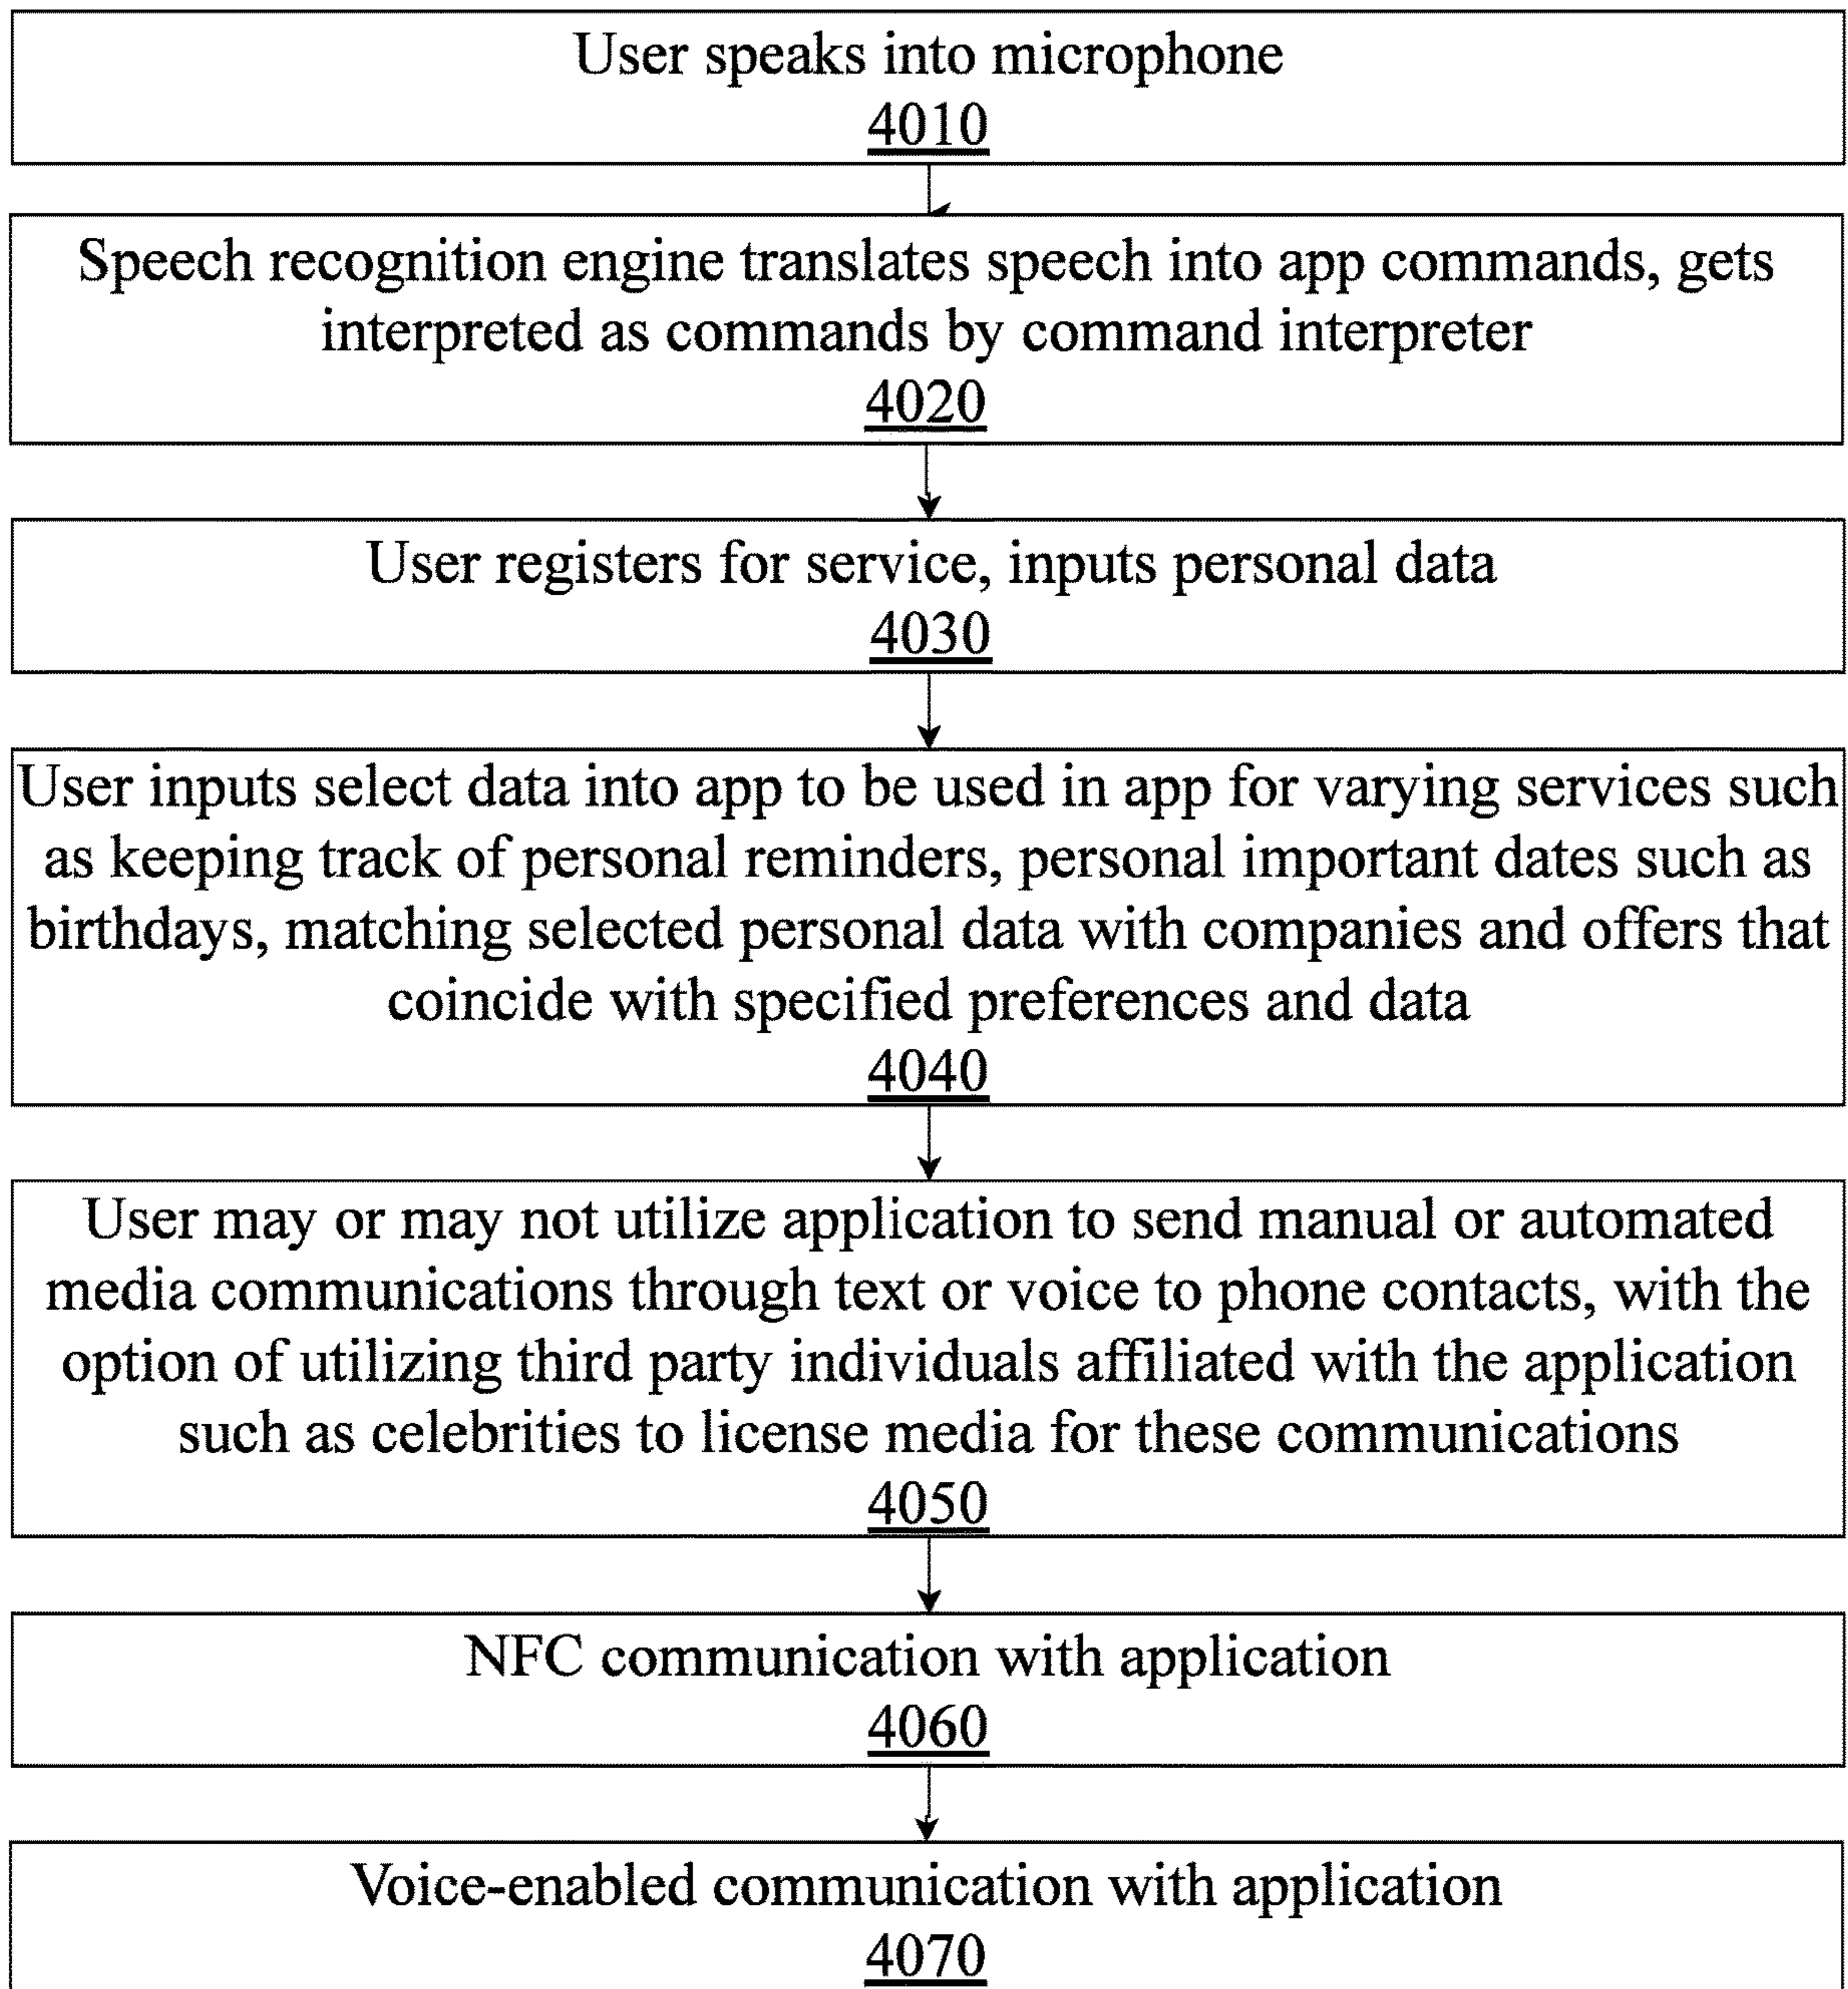 User speaks into microphone
4010
Speech recognition engine translates speech into app commands, gets
interpreted as commands by command interpreter
4020
User registers for service, inputs personal data
4030
User inputs select data into app to be used in app for varying services such
as keeping track of personal reminders, personal important dates such as
birthdays, matching selected personal data with companies and offers that
coincide with specified preferences and data
4040
User may or may not utilize application to send manual or automated
media communications through text or voice to phone contacts, with the
option of utilizing third party individuals affiliated with the application
such as celebrities to license media for these communications
4050
NFC communication with application
4060
Voice-enabled communication with application
4070